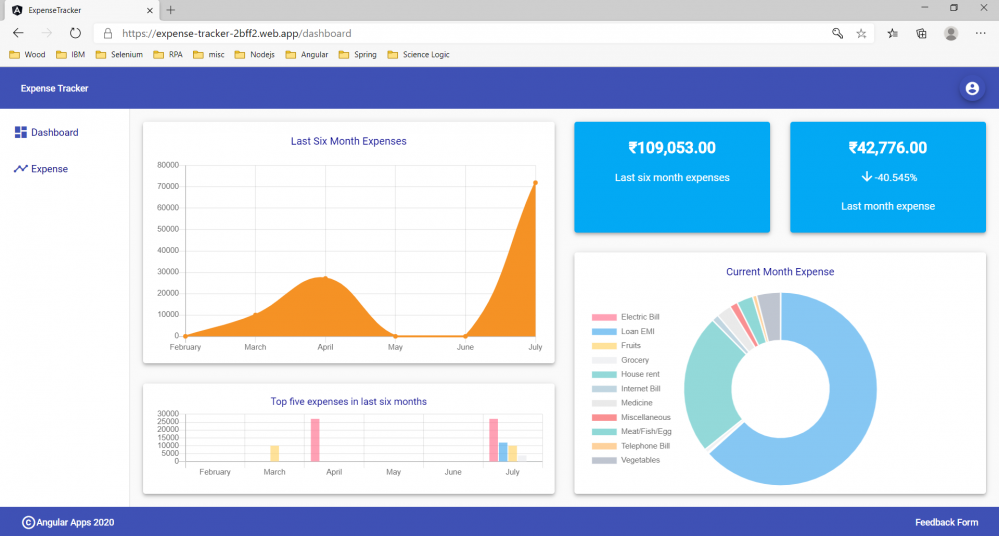 ExpenseTracker
https://expense-tracker-2bff2.web.app/dashboard
Wood IBM Selenium RPA misc Nodejs Angular Spring Science Logic
Expense Tracker
Dashboard
Expense
Last Six Month Expenses
80000
70000
60000
50000
40000
30000
20000
10000
0
February March April May June July
Top five expenses in last six months
30000
25000
20000
15000
10000
5000
0
February March April May June July
₹109,053.00
Last six month expenses
₹42,776.00
-40.545%
Last month expense
Current Month Expense
Electric Bill
Loan EMI
Fruits
Grocery
House rent
Internet Bill
Medicine
Miscellaneous
Meat/Fish/Egg
Telephone Bill
Vegetables
©Angular Apps 2020
Feedback Form